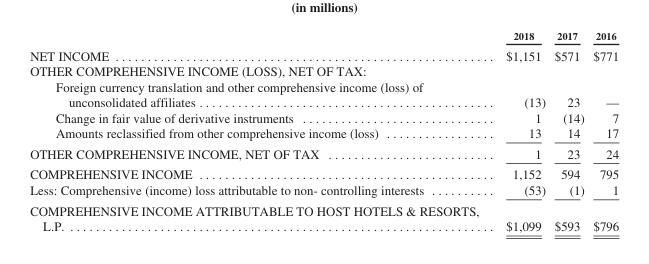 (in millions)
2018 2017 2016
NET INCOME . . . . . . . . . . . . . . . . . . . . . . . . . . . . . . . . . . . . . . . . . . . . . . . . . . . . . . . . . $1,151 $571 $771
OTHER COMPREHENSIVE INCOME (LOSS), NET OF TAX:
Foreign currency translation and other comprehensive income (loss) of
unconsolidated affiliates . . . . . . . . . . . . . . . . . . . . . . . . . . . . . . . . . . . . . . . . . . . . (13) 23 —
Change in fair value of derivative instruments . . . . . . . . . . . . . . . . . . . . . . . . . . . . . . 1 (14) 7
Amounts reclassified from other comprehensive income (loss) . . . . . . . . . . . . . . . . 13 14 17
OTHER COMPREHENSIVE INCOME, NET OF TAX . . . . . . . . . . . . . . . . . . . . . . . . . 1 23 24
COMPREHENSIVE INCOME . . . . . . . . . . . . . . . . . . . . . . . . . . . . . . . . . . . . . . . . . . . . 1,152 594 795
Less: Comprehensive (income) loss attributable to non- controlling interests . . . . . . . . . . (53) (1) 1
COMPREHENSIVE INCOME ATTRIBUTABLE TO HOST HOTELS & RESORTS,
L.P. . . . . . . . . . . . . . . . . . . . . . . . . . . . . . . . . . . . . . . . . . . . . . . . . . . . . . . . . . . . . . . . $1,099 $593 $796